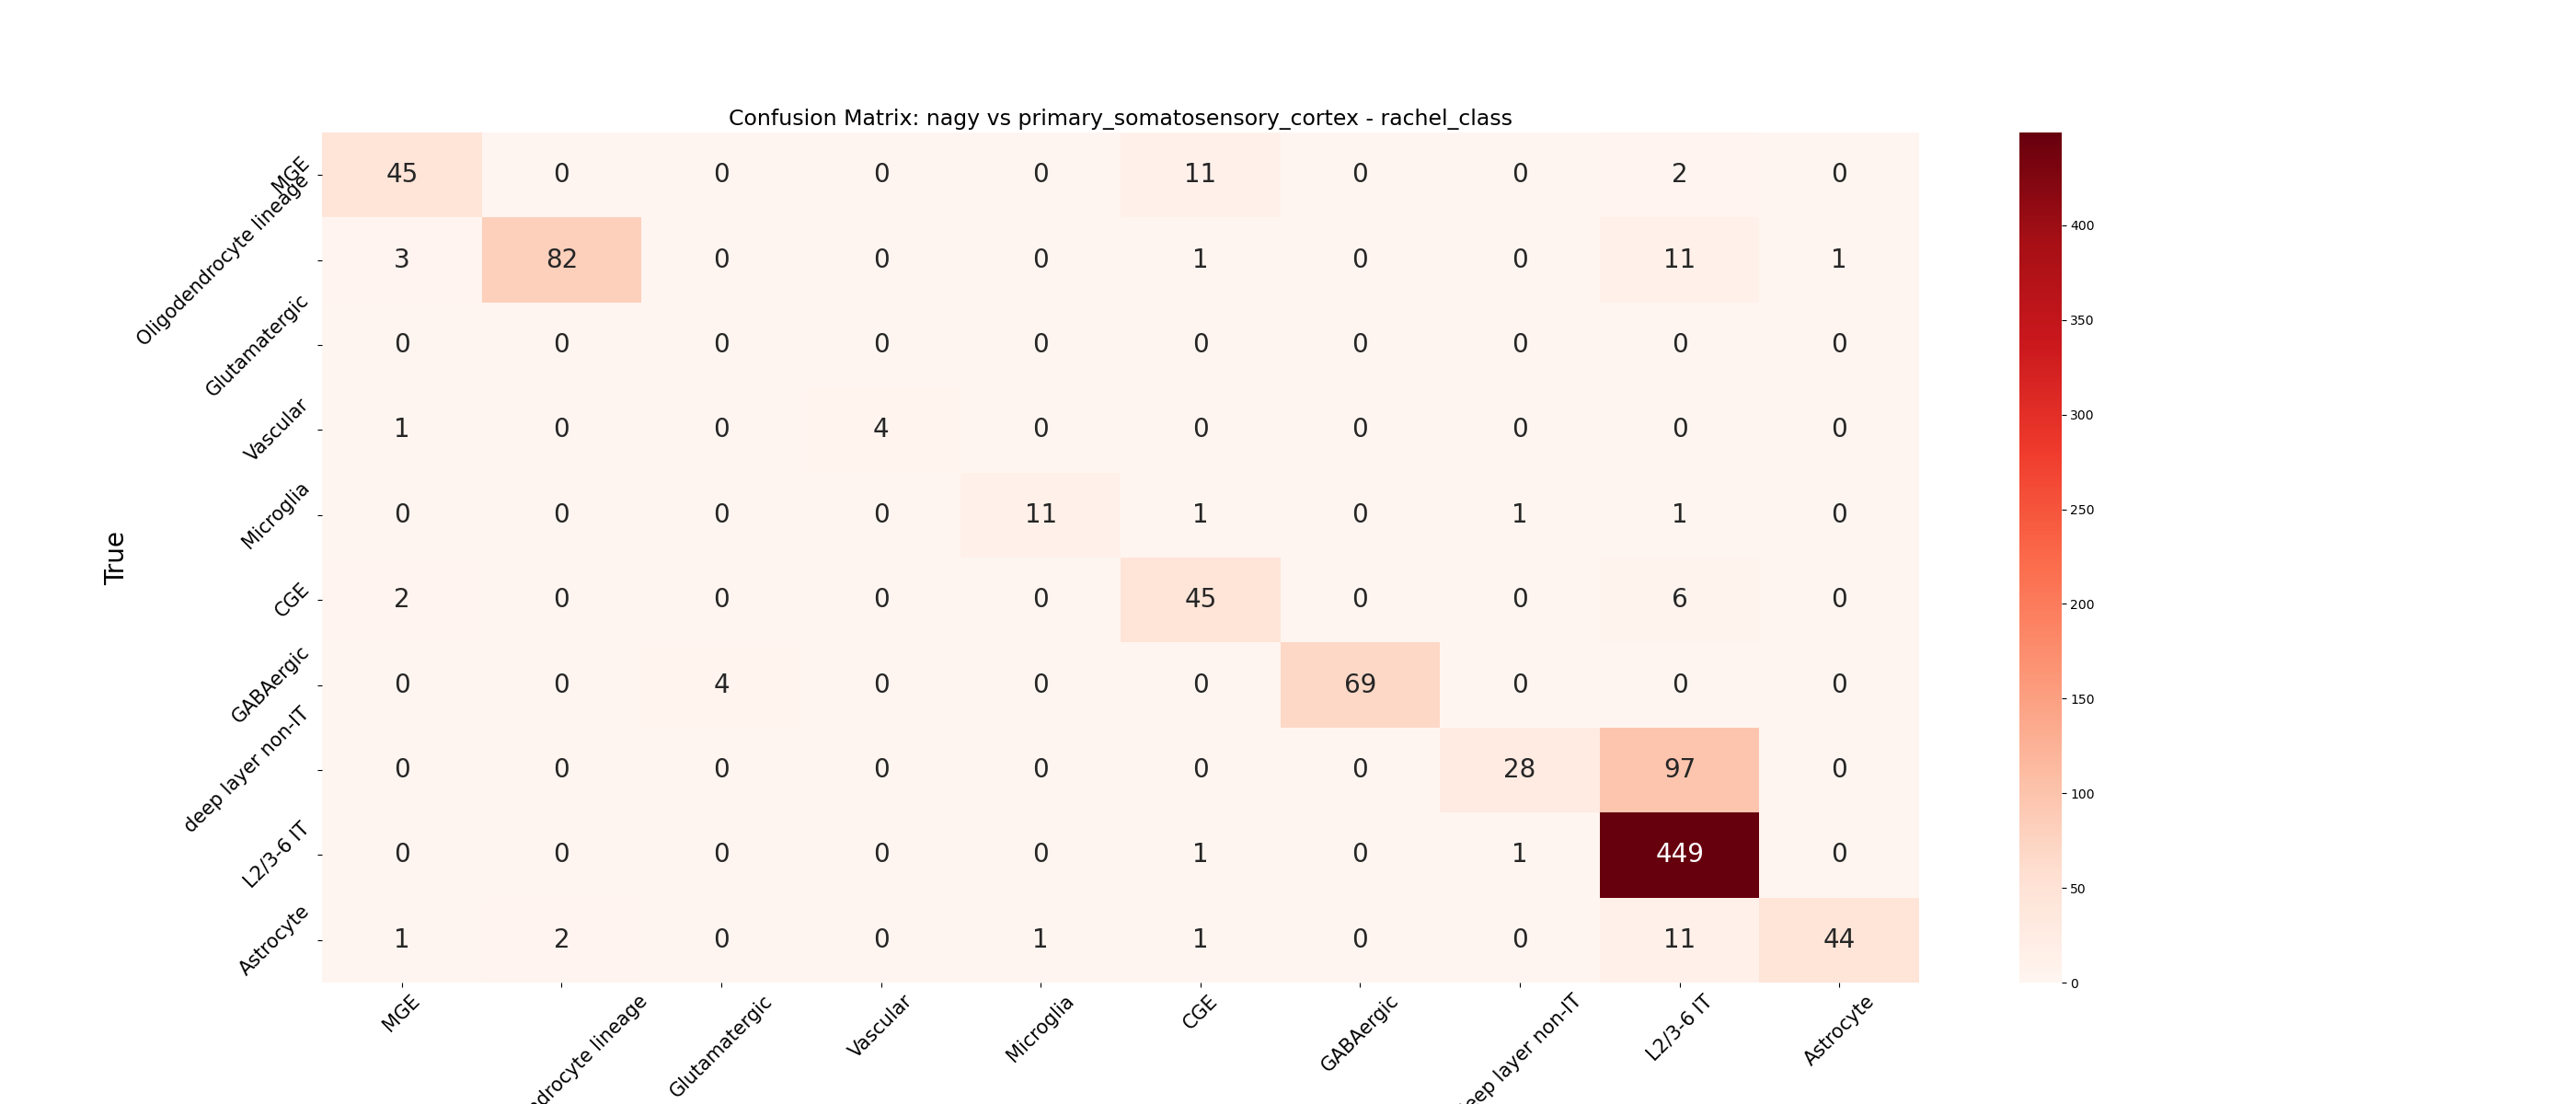 Confusion Matrix: nagy vs primary_somatosensory_cortex - rachel_class
True
MGE 45 0 0 0 0 11 0 0 2 0
Oligodendrocyte lineage 3 82 0 0 0 1 0 0 11 1
Glutamatergic 0 0 0 0 0 0 0 0 0 0
Vascular 1 0 0 4 0 0 0 0 0 0
Microglia 0 0 0 0 11 1 0 1 1 0
CGE 2 0 0 0 0 45 0 0 6 0
GABAergic 0 0 4 0 0 0 69 0 0 0
deep layer non-IT 0 0 0 0 0 0 0 28 97 0
L2/3-6 IT 0 0 0 0 0 1 0 1 449 0
Astrocyte 1 2 0 0 1 1 0 0 11 44
MGE
lineage
Glutamatergic
Vascular
Microglia
CGE
GABAergic
layer non-IT
L2/3-6 IT
Astrocyte
400
350
300
250
200
150
100
50
0